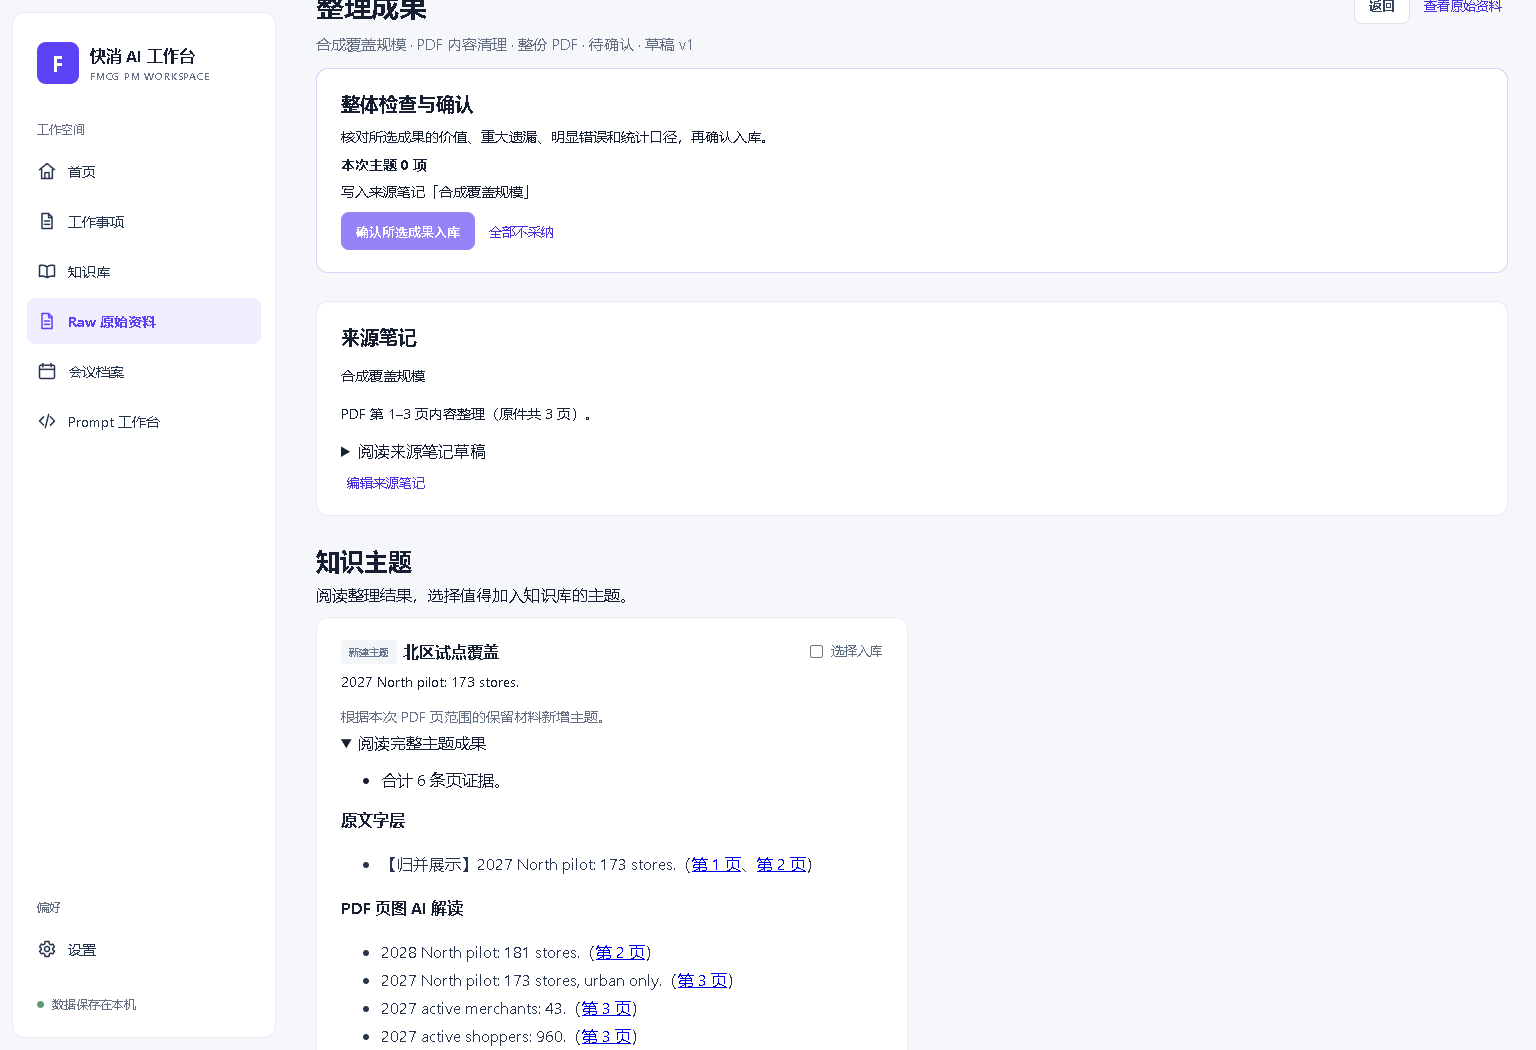 快消 AI 工作台
FMCG PM WORKSPACE
工作空间
首页
工作事项
知识库
Raw 原始资料
会议档案
Prompt 工作台
偏好
设置
数据保存在本机
整理成果
返回
查看原始资料
合成覆盖规模 · PDF 内容清理 · 整份 PDF · 待确认 · 草稿 v1
整体检查与确认
核对所选成果的价值、重大遗漏、明显错误和统计口径，再确认入库。
本次主题 0 项
写入来源笔记「合成覆盖规模」
确认所选成果入库
全部不采纳
来源笔记
合成覆盖规模
PDF 第 1–3 页内容整理（原件共 3 页）。
阅读来源笔记草稿
编辑来源笔记
知识主题
阅读整理结果，选择值得加入知识库的主题。
新建主题 北区试点覆盖
选择入库
2027 North pilot: 173 stores.
根据本次 PDF 页范围的保留材料新增主题。
阅读完整主题成果
合计 6 条页证据。
原文字层
【归并展示】2027 North pilot: 173 stores.（第 1 页、第 2 页）
PDF 页图 AI 解读
2028 North pilot: 181 stores.（第 2 页）
2027 North pilot: 173 stores, urban only.（第 3 页）
2027 active merchants: 43.（第 3 页）
2027 active shoppers: 960.（第 3 页）